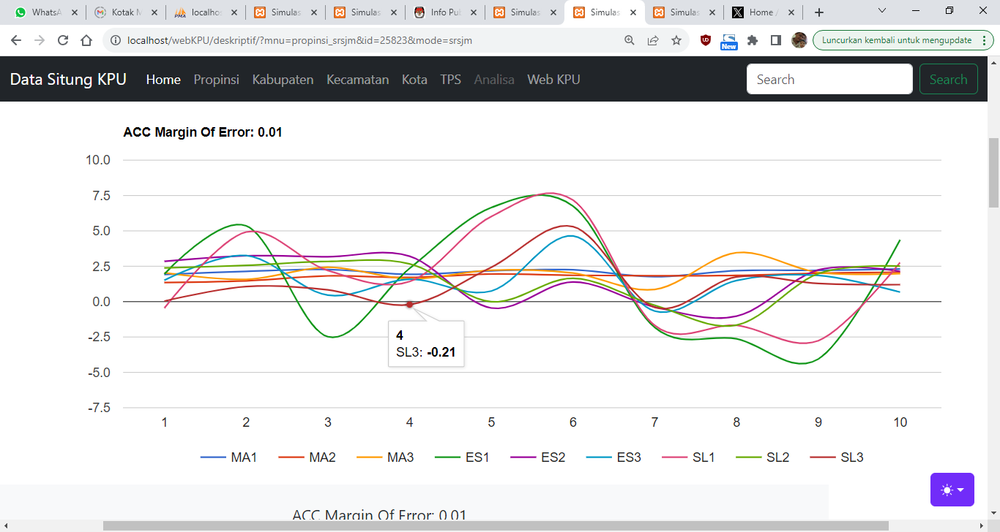 WhatsA
Kotak M
localhos
Simulas
Simulas
Info Pub
Simulas
Simulas
Simulas
Home /
localhost/webKPU/deskriptif/?mnu=propinsi_srsjm&id=25823&mode=srsjm
New
Luncurkan kembali untuk mengupdate
Data Situng KPU Home Propinsi Kabupaten Kecamatan Kota TPS Analisa Web KPU Search Search
ACC Margin Of Error: 0.01
10.0
7.5
5.0
2.5
0.0
-2.5
-5.0
-7.5
4
SL3: -0.21
1 2 3 4 5 6 7 8 9 10
MA1 MA2 MA3 ES1 ES2 ES3 SL1 SL2 SL3
ACC Margin Of Error: 0.01